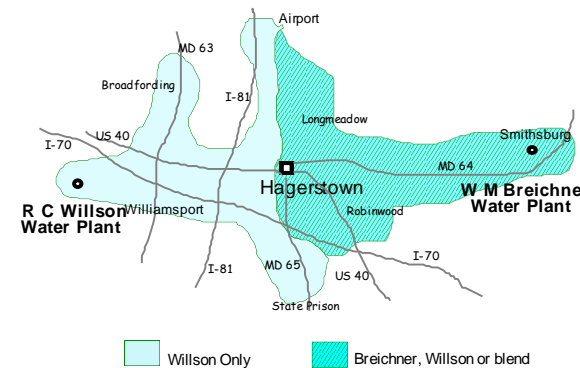 Airport
MD 63
Broadfording
I-81
Longmeadow
US 40
I-70
Smithsburg
MD 64
Hagerstown
W M Breichne
Water Plant
R C Willson
Water Plant
Williamsport
Robinwood
I-81
MD 65
US 40
I-70
State Prison
Willson Only
Breichner, Willson or blend